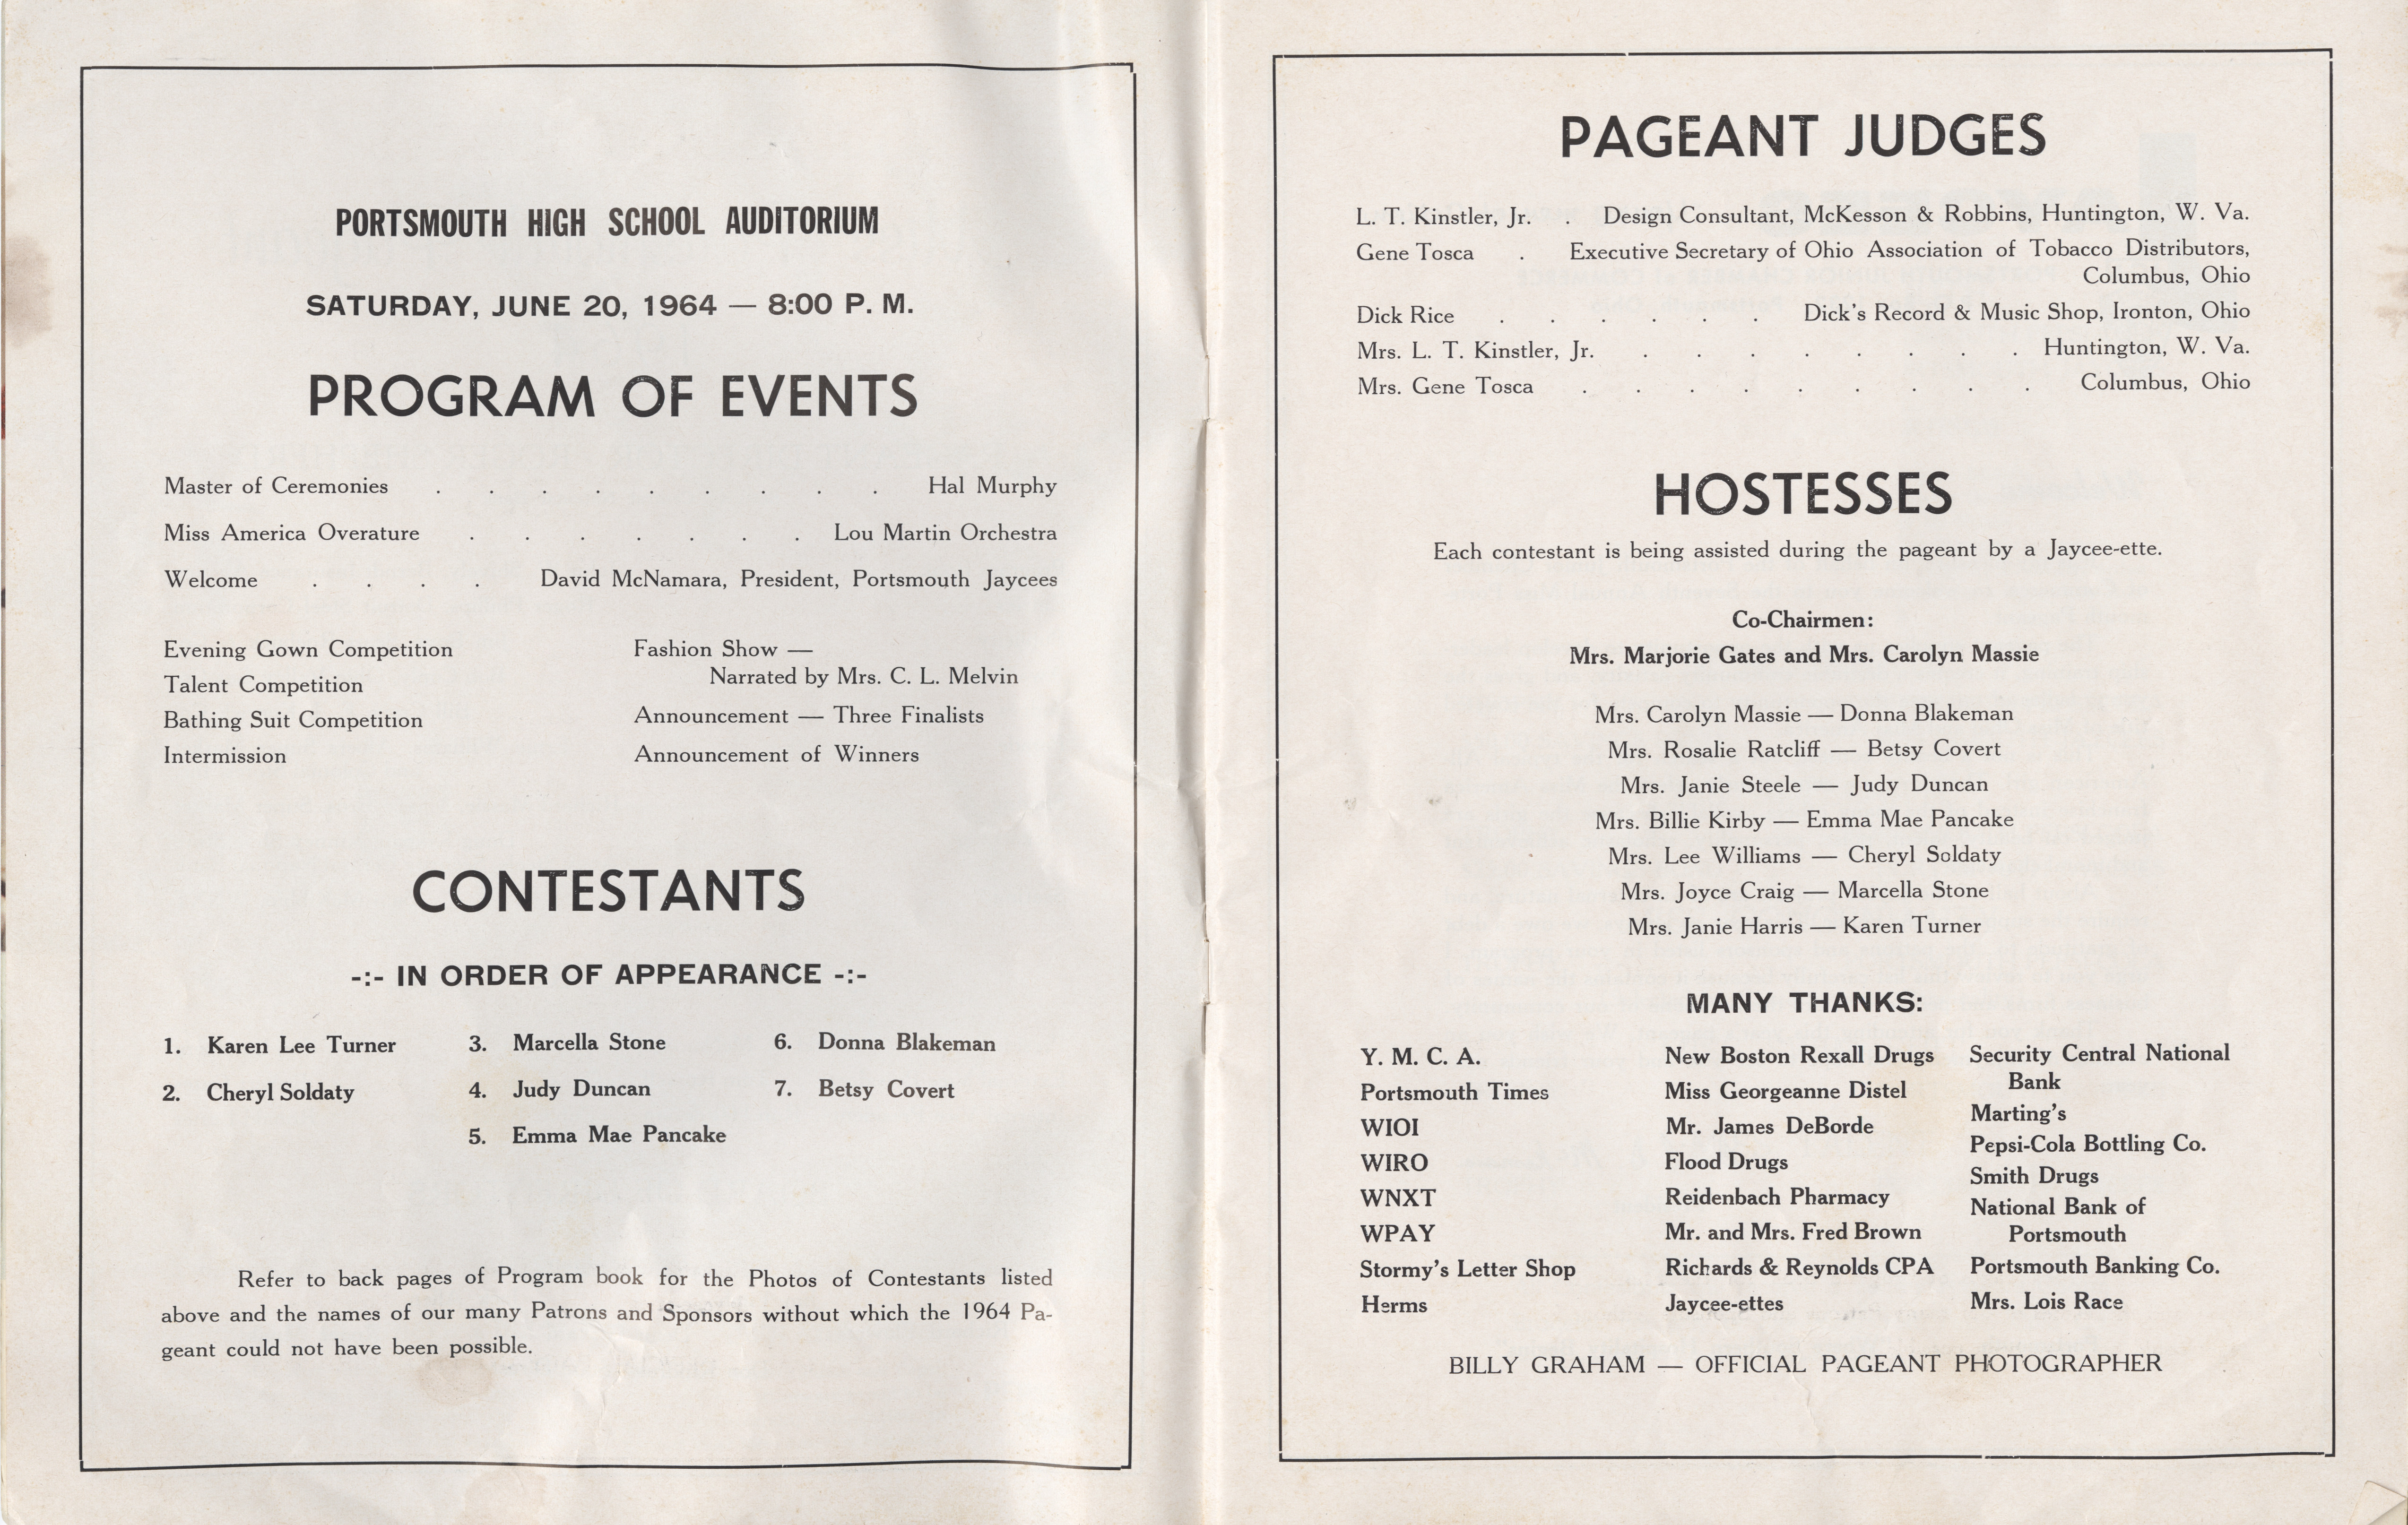 PORTSMOUTH HIGH SCHOOL AUDITORIUM
SATURDAY, JUNE 20, 1964 — 8:00 P. M.
PROGRAM OF EVENTS
Master of Ceremonies . . . . . . . . . Hal Murphy
Miss America Overature . . . . . . . Lou Martin Orchestra
Welcome . . . . David McNamara, President, Portsmouth Jaycees
Evening Gown Competition
Talent Competition
Bathing Suit Competition
Intermission
Fashion Show —
Narrated by Mrs. C. L. Melvin
Announcement — Three Finalists
Announcement of Winners
CONTESTANTS
-:- IN ORDER OF APPEARANCE -:-
1. Karen Lee Turner
2. Cheryl Soldaty
3. Marcella Stone
4. Judy Duncan
5. Emma Mae Pancake
6. Donna Blakeman
7. Betsy Covert
Refer to back pages of Program book for the Photos of Contestants listed
above and the names of our many Patrons and Sponsors without which the 1964 Pa-
geant could not have been possible.
PAGEANT JUDGES
L. T. Kinstler, Jr. . Design Consultant, McKesson & Robbins, Huntington, W. Va.
Gene Tosca . Executive Secretary of Ohio Association of Tobacco Distributors,
Columbus, Ohio
Dick Rice . . . . . . Dick's Record & Music Shop, Ironton, Ohio
Mrs. L. T. Kinstler, Jr. . . . . . . . . Huntington, W. Va.
Mrs. Gene Tosca . . . . . . . . . Columbus, Ohio
HOSTESSES
Each contestant is being assisted during the pageant by a Jaycee-ette.
Co-Chairmen:
Mrs. Marjorie Gates and Mrs. Carolyn Massie
Mrs. Carolyn Massie — Donna Blakeman
Mrs. Rosalie Ratcliff — Betsy Covert
Mrs. Janie Steele — Judy Duncan
Mrs. Billie Kirby — Emma Mae Pancake
Mrs. Lee Williams — Cheryl Soldaty
Mrs. Joyce Craig — Marcella Stone
Mrs. Janie Harris — Karen Turner
MANY THANKS:
Y. M. C. A.
Portsmouth Times
WIOI
WIRO
WNXT
WPAY
Stormy's Letter Shop
Herms
New Boston Rexall Drugs
Miss Georgeanne Distel
Mr. James DeBorde
Flood Drugs
Reidenbach Pharmacy
Mr. and Mrs. Fred Brown
Richards & Reynolds CPA
Jaycee-ettes
Security Central National
Bank
Marting's
Pepsi-Cola Bottling Co.
Smith Drugs
National Bank of
Portsmouth
Portsmouth Banking Co.
Mrs. Lois Race
BILLY GRAHAM — OFFICIAL PAGEANT PHOTOGRAPHER